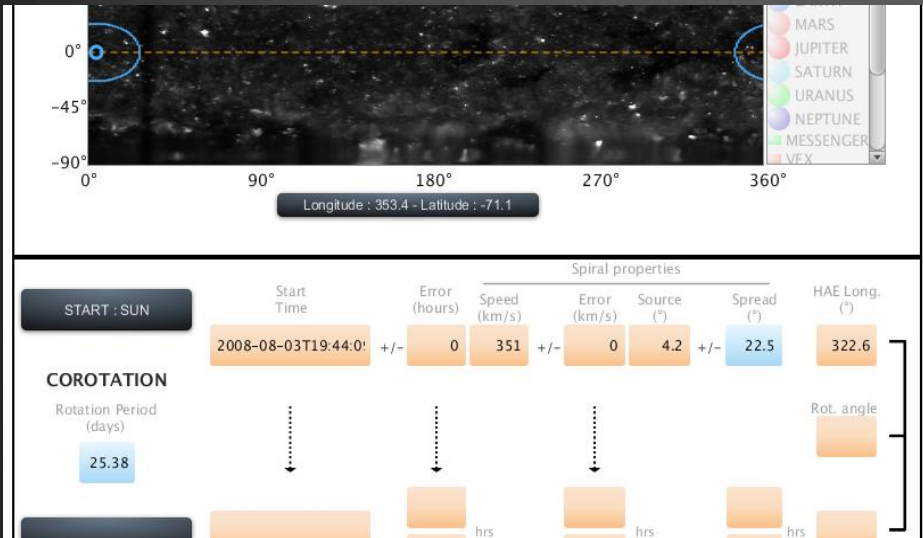 MARS
0°
JUPITER
SATURN
URANUS
-45°
NEPTUNE
MESSENGER
-90°
VEX
0° 90° 180° 270° 360°
Longitude : 353.4 - Latitude : -71.1
Spiral properties
START : SUN
Start
Time
Error
(hours)
Speed
(km/s)
Error
(km/s)
Source
(°)
Spread
(°)
HAE Long.
(°)
2008-08-03T19:44:0 +/- 0 351 +/- 0 4.2 +/- 22.5 322.6
COROTATION
Rotation Period
(days)
25.38
Rot. angle
hrs hrs hrs